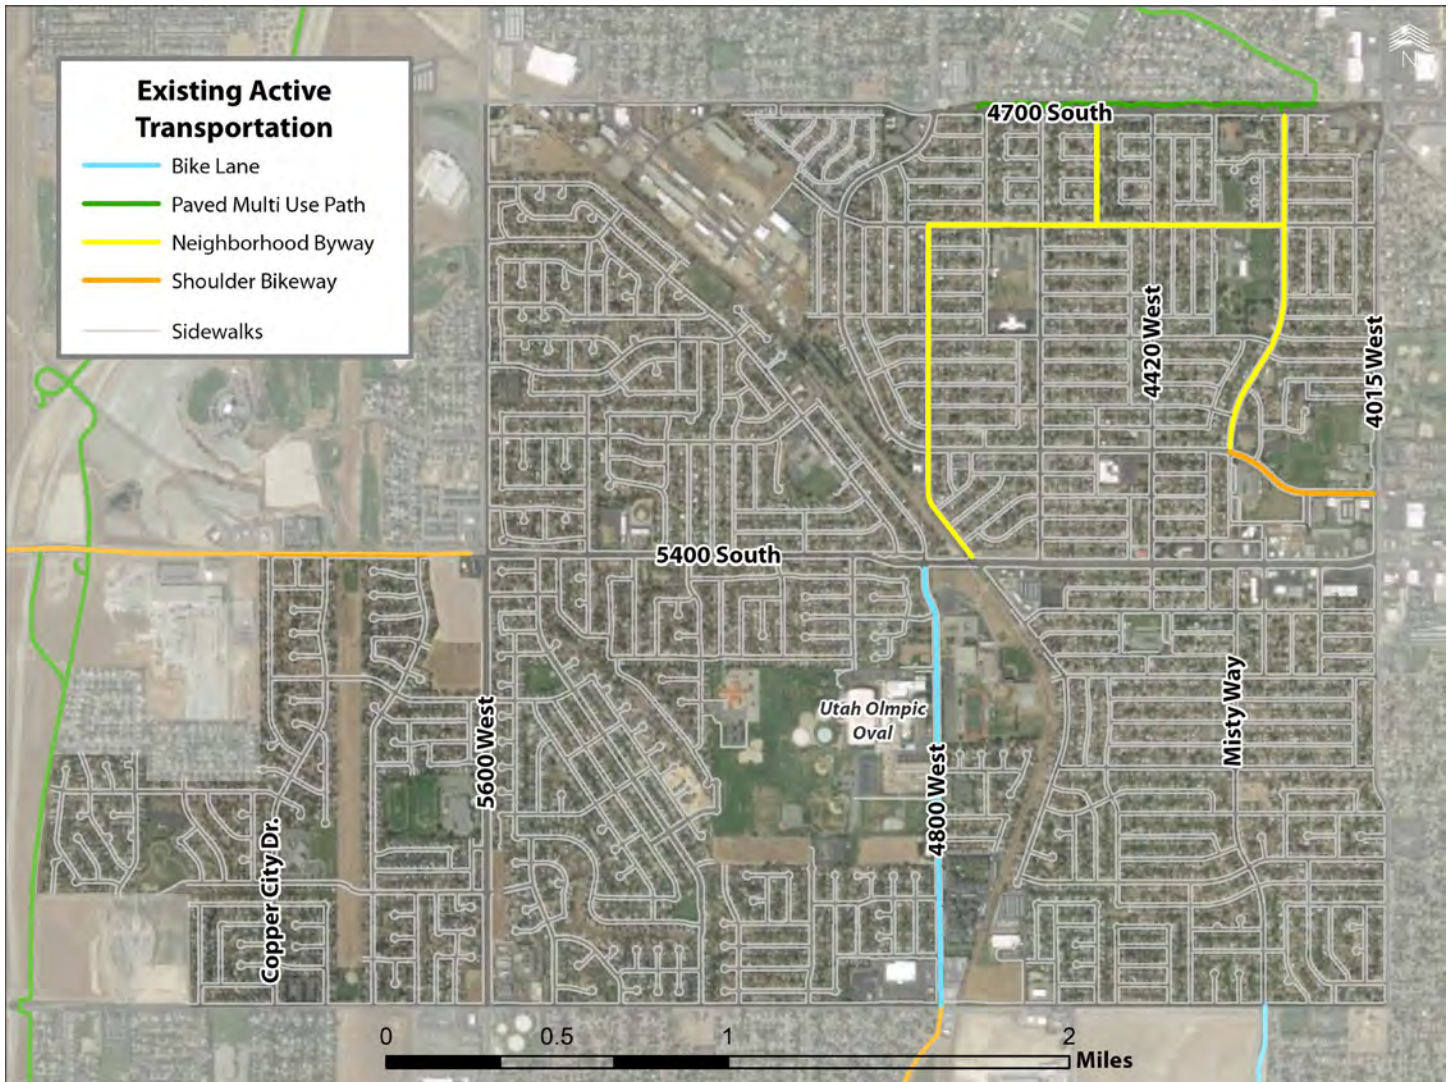 Existing Active
Transportation
Bike Lane
Paved Multi Use Path
Neighborhood Byway
Shoulder Bikeway
Sidewalks
N
4700 South
4420 West
4015 West
5400 South
Utah Olmpic
Oval
Misty Way
5600 West
4800 West
Copper City Dr.
0 0.5 1 2
Miles